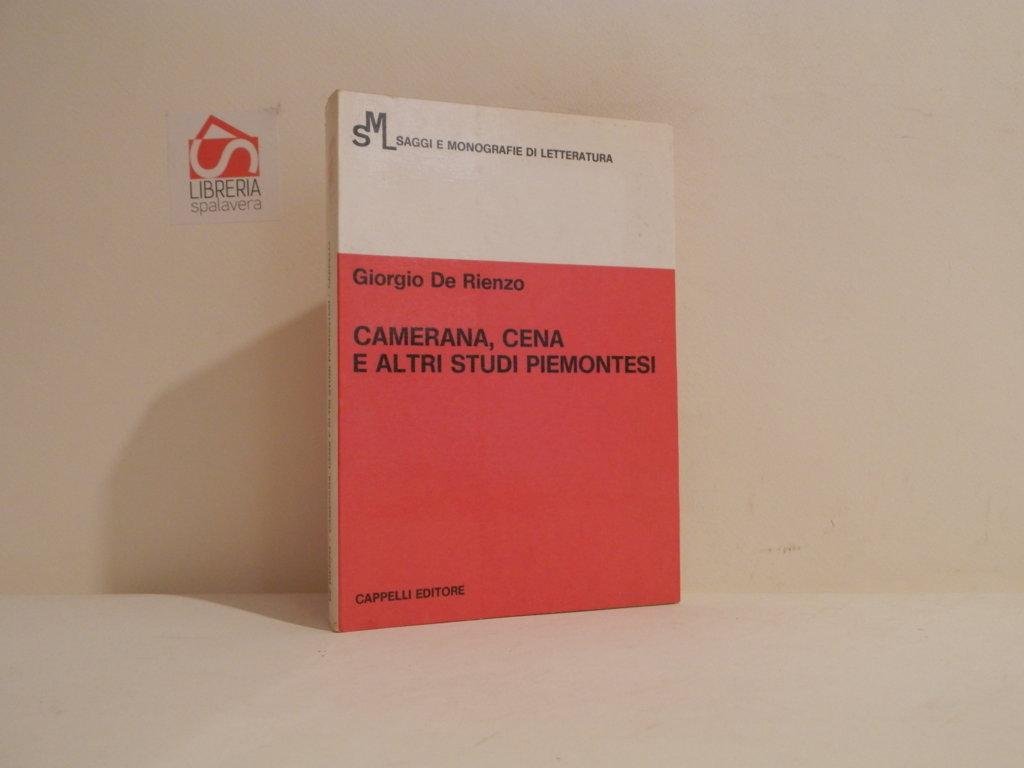 LIBRERIA
spalavera
SML SAGGI E MONOGRAFIE DI LETTERATURA
Giorgio De Rienzo
CAMERANA, CENA
E ALTRI STUDI PIEMONTESI
CAPPELLI EDITORE